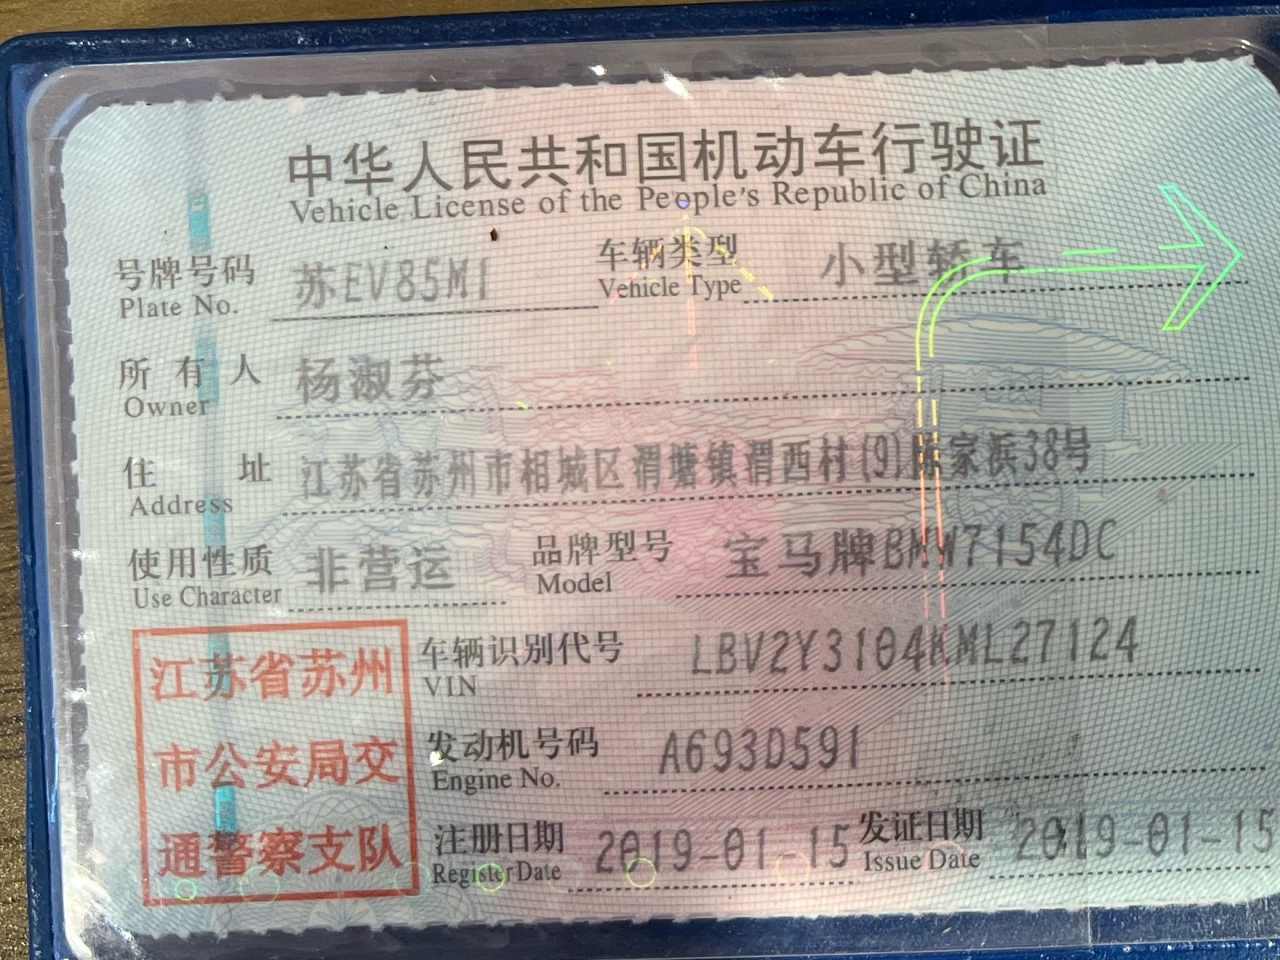 中华人民共和国机动车行驶证
Vehicle License of the People's Republic of China
号牌号码 苏EV85M1 车辆类型 小型轿车
Plate No. Vehicle Type
所有人 杨淑芬
Owner
住址 江苏省苏州市相城区渭塘镇渭西村(9)陈家浜38号
Address
使用性质 非营运 品牌型号 宝马牌BMW7154DC
Use Character Model
江苏省苏州
市公安局交
通警察支队
车辆识别代号 LBV2Y3104KML27124
VIN
发动机号码 A693D591
Engine No.
注册日期 2019-01-15 发证日期 2019-01-15
Register Date Issue Date